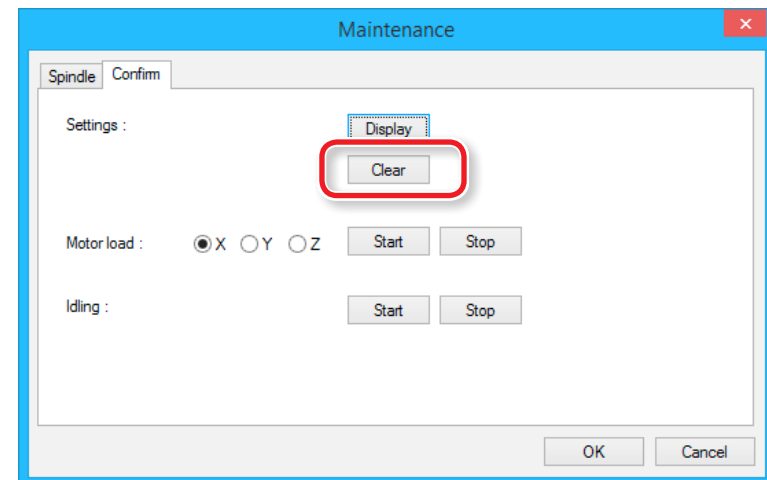 Maintenance
Spindle Confirm
Settings : Display
Clear
Motor load : X Y Z Start Stop
Idling : Start Stop
OK Cancel